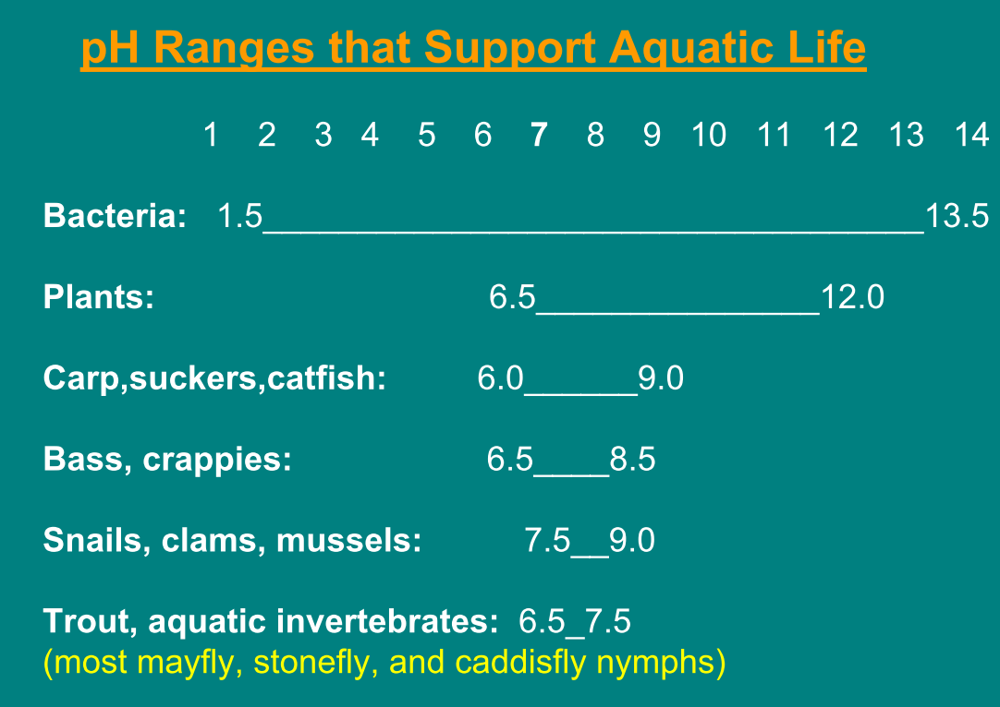 pH Ranges that Support Aquatic Life
1 2 3 4 5 6 7 8 9 10 11 12 13 14
Bacteria: 1.5___________________________________13.5
Plants: 6.5_______________12.0
Carp,suckers,catfish: 6.0______9.0
Bass, crappies: 6.5____8.5
Snails, clams, mussels: 7.5__9.0
Trout, aquatic invertebrates: 6.5_7.5
(most mayfly, stonefly, and caddisfly nymphs)